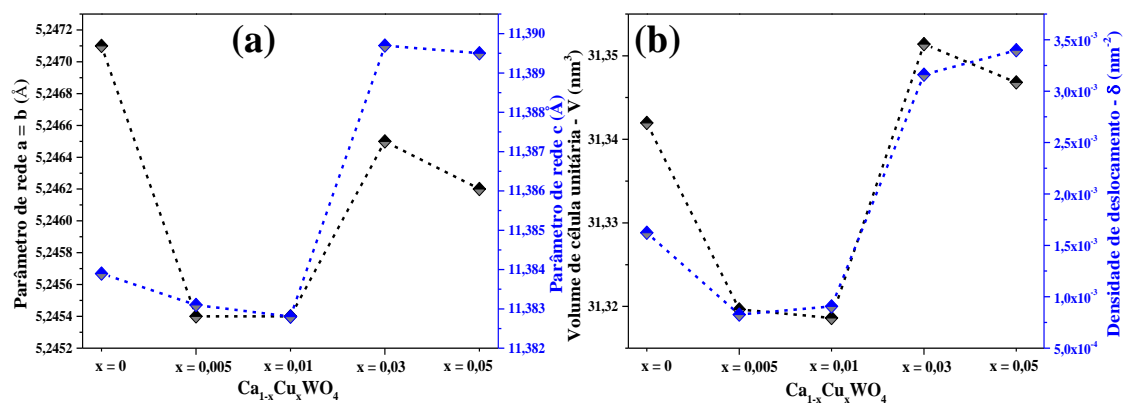 (a)
Parâmetro de rede a = b (Å)
5,2472
5,2470
5,2468
5,2466
5,2464
5,2462
5,2460
5,2458
5,2456
5,2454
5,2452
x = 0
x = 0,005
x = 0,01
x = 0,03
x = 0,05
Ca1-xCuxWO4
11,390
11,389
11,388
11,387
11,386
11,385
11,384
11,383
11,382
Parâmetro de rede c (Å)
(b)
Volume de célula unitária - V (nm³)
31,35
31,34
31,33
31,32
x = 0
x = 0,005
x = 0,01
x = 0,03
x = 0,05
Ca1-xCuxWO4
3,5x10⁻³
3,0x10⁻³
2,5x10⁻³
2,0x10⁻³
1,5x10⁻³
1,0x10⁻³
5,0x10⁻⁴
Densidade de deslocamento - δ (nm⁻²)